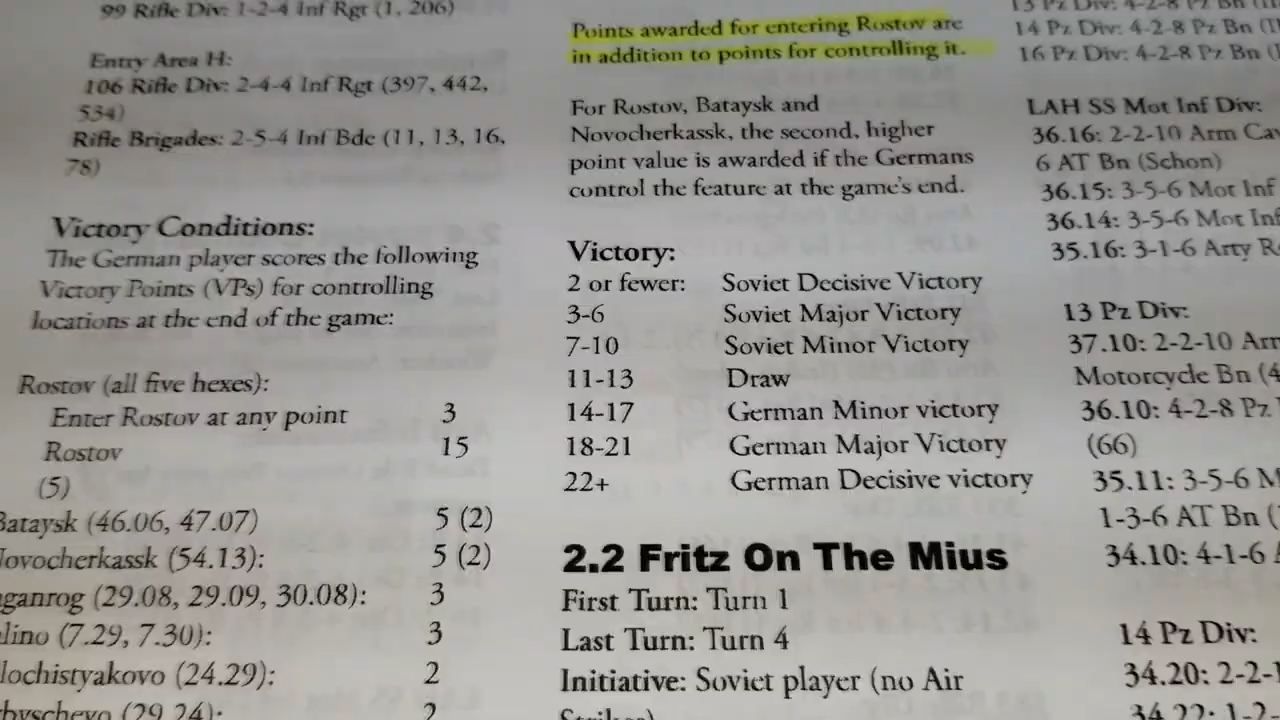 99 Rifle Div: 1-2-4 Inf Rgt (1, 206)
Entry Area H:
106 Rifle Div: 2-4-4 Inf Rgt (397, 442,
534)
Rifle Brigades: 2-5-4 Inf Bde (11, 13, 16,
78)
Victory Conditions:
The German player scores the following
Victory Points (VPs) for controlling
locations at the end of the game:
Rostov (all five hexes):
Enter Rostov at any point 3
Rostov 15
(5)
Bataysk (46.06, 47.07) 5 (2)
Novocherkassk (54.13): 5 (2)
(29.08, 29.09, 30.08): 3
(7.29, 7.30): 3
(24.29): 2
(29.24): 2
Points awarded for entering Rostov are
in addition to points for controlling it.
For Rostov, Bataysk and
Novocherkassk, the second, higher
point value is awarded if the Germans
control the feature at the game's end.
Victory:
2 or fewer: Soviet Decisive Victory
3-6 Soviet Major Victory
7-10 Soviet Minor Victory
11-13 Draw
14-17 German Minor victory
18-21 German Major Victory
22+ German Decisive victory
2.2 Fritz On The Mius
First Turn: Turn 1
Last Turn: Turn 4
Initiative: Soviet player (no Air
Strikes)
13 Pz Div: 4-2-8 Pz Bn
14 Pz Div: 4-2-8 Pz Bn
16 Pz Div: 4-2-8 Pz Bn
LAH SS Mot Inf Div:
36.16: 2-2-10 Arm
6 AT Bn (Schon)
36.15: 3-5-6 Mot Inf
36.14: 3-5-6 Mot Inf
35.16: 3-1-6 Arty
13 Pz Div:
37.10: 2-2-10
Motorcycle Bn
36.10: 4-2-8 Pz
(66)
35.11: 3-5-6
1-3-6 AT Bn
34.10: 4-1-6
14 Pz Div:
34.20:
34.22: